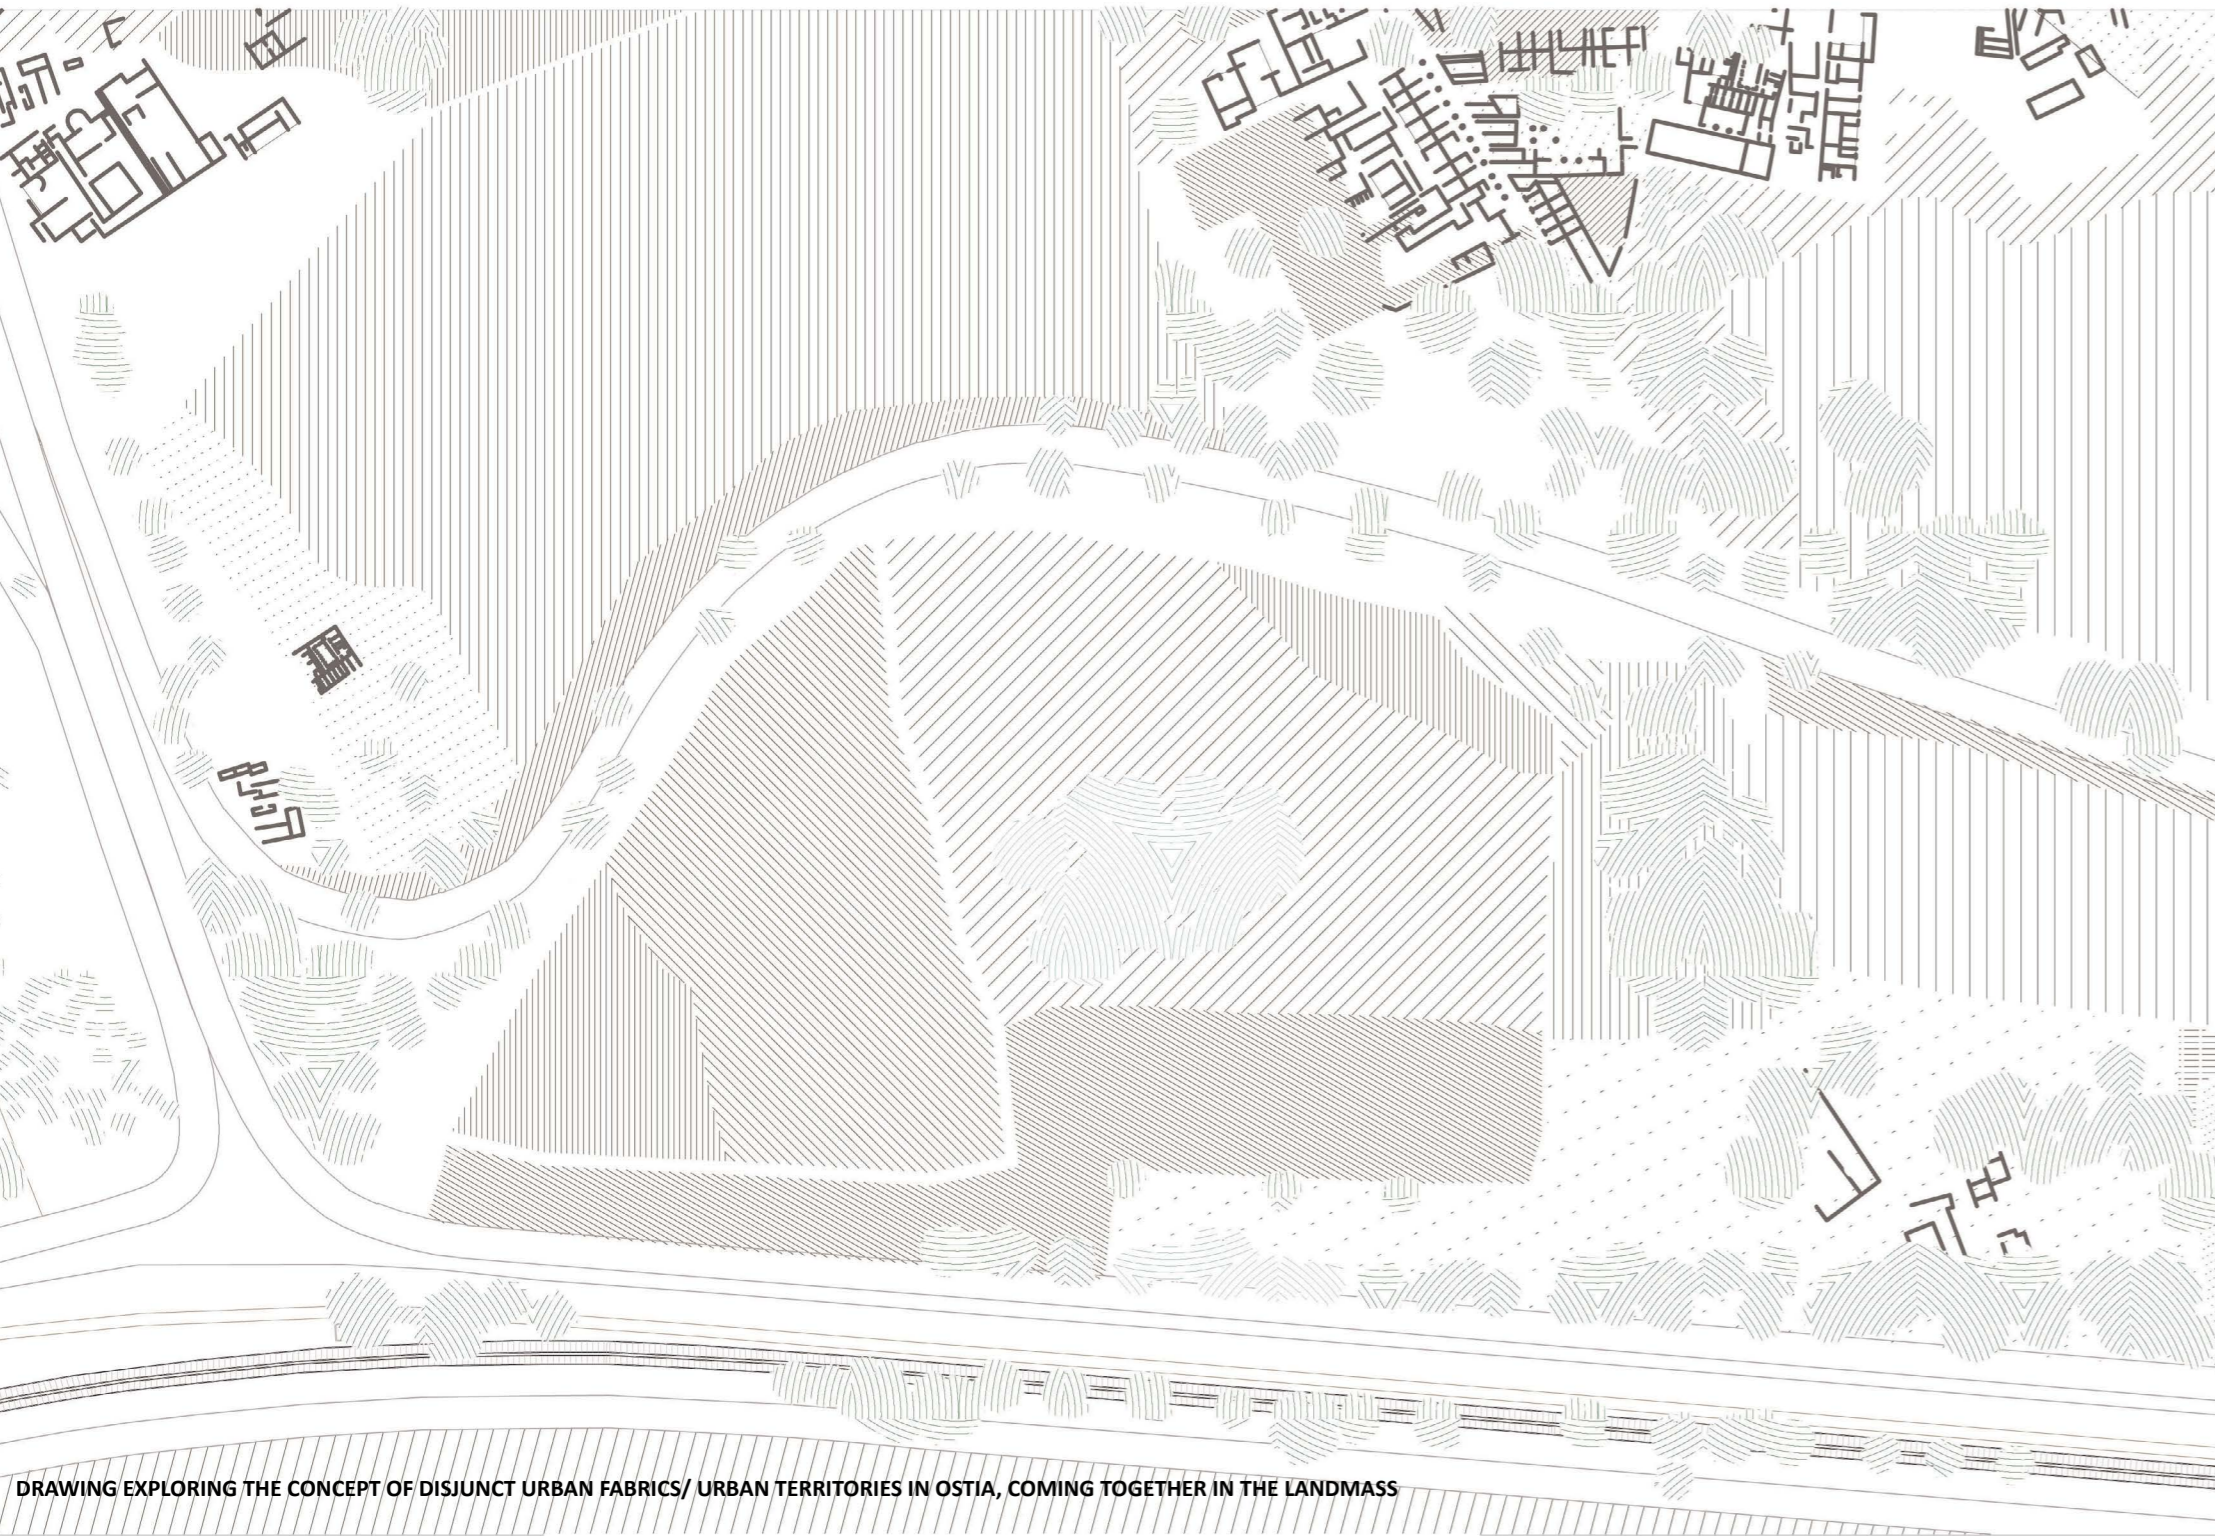 DRAWING EXPLORING THE CONCEPT OF DISJUNCT URBAN FABRICS/ URBAN TERRITORIES IN OSTIA, COMING TOGETHER IN THE LANDMASS